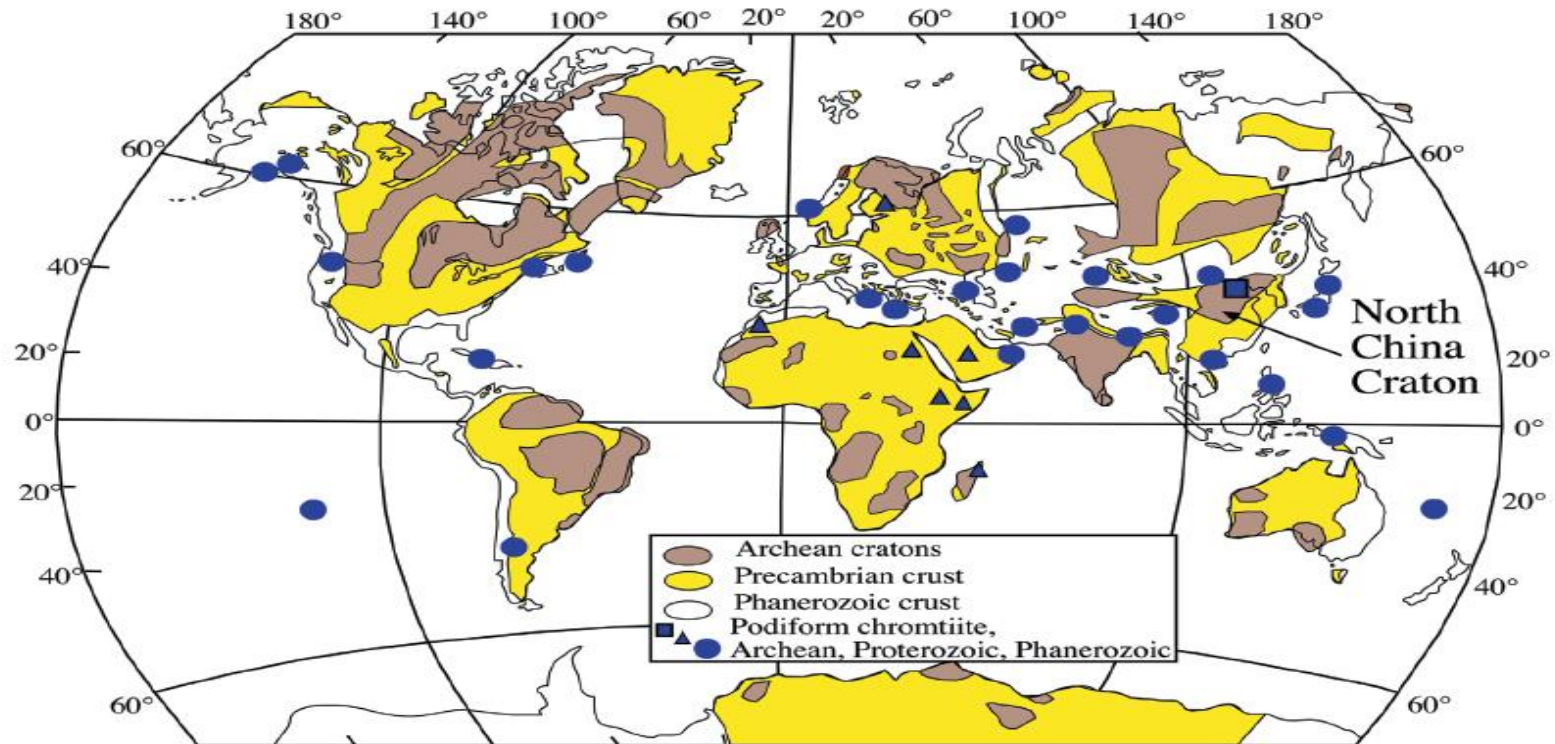 180° 140° 100° 60° 20° 20° 60° 100° 140° 180°
60° 60°
40° 40°
North
China
Craton
20° 20°
0° 0°
20° 20°
40° 40°
60° 60°
Archean cratons
Precambrian crust
Phanerozoic crust
Podiform chromtiite,
Archean, Proterozoic, Phanerozoic